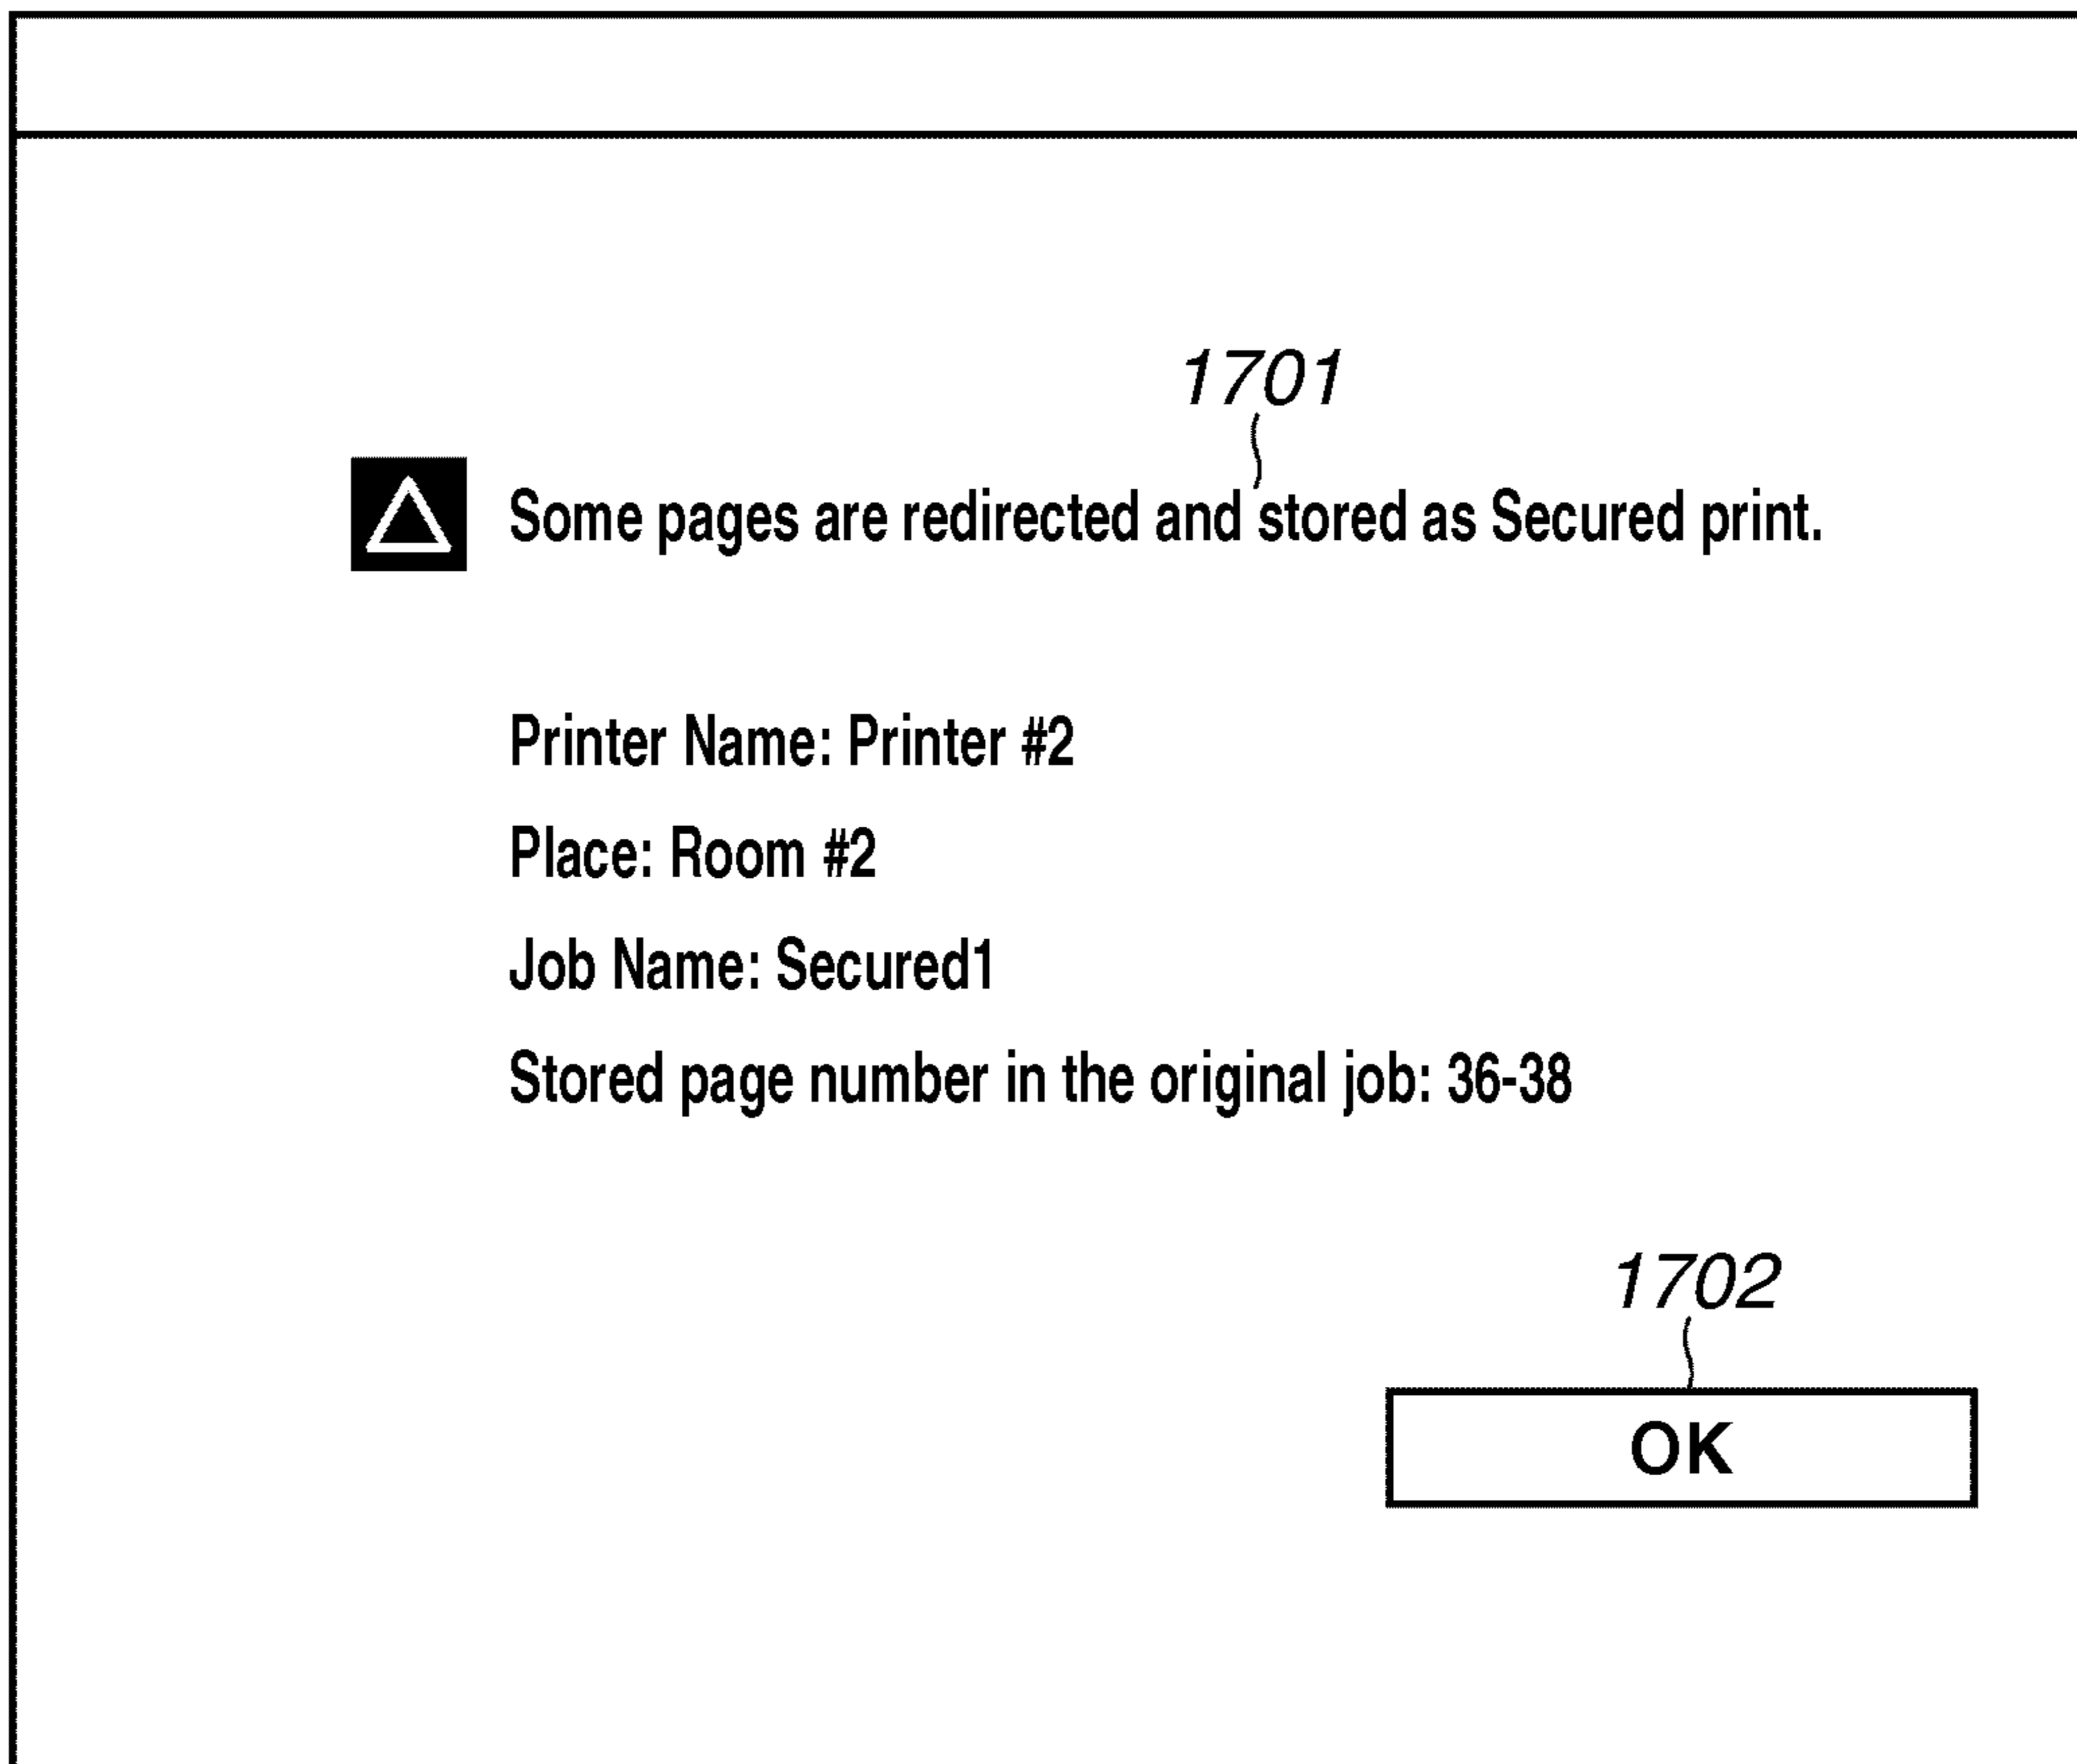 1701
Some pages are redirected and stored as Secured print.
Printer Name: Printer #2
Place: Room #2
Job Name: Secured1
Stored page number in the original job: 36-38
1702
OK